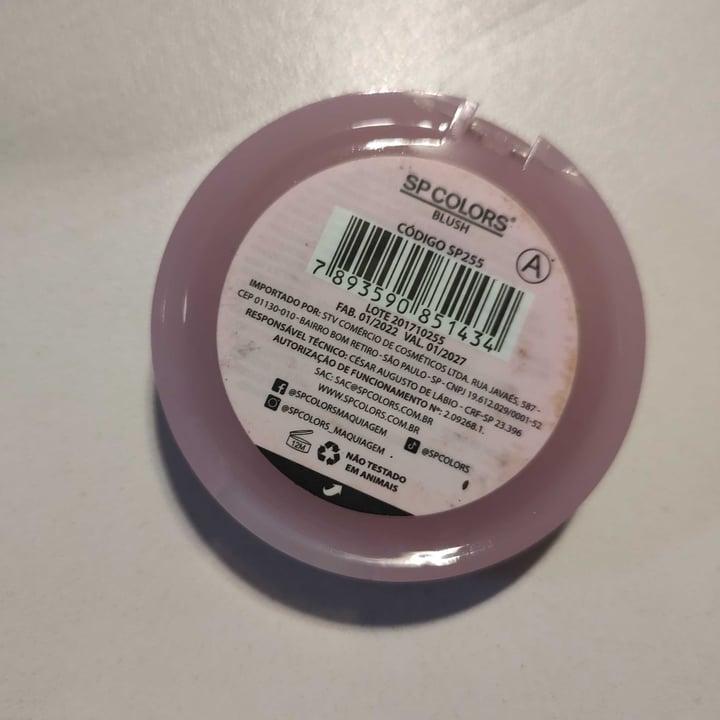 SP COLORS®
BLUSH
CÓDIGO SP255
A
7 893590 851434
LOTE 201710255
FAB. 01/2022 VAL. 01/2027
IMPORTADO POR: STV COMÉRCIO DE COSMÉTICOS LTDA. RUA JAVAÉS, 587 -
CEP 01130-010 - BAIRRO BOM RETIRO - SÃO PAULO - SP - CNPJ 19.612.029/0001-52
RESPONSÁVEL TÉCNICO: CÉSAR AUGUSTO DE LÁBIO - CRF-SP 23.396
AUTORIZAÇÃO DE FUNCIONAMENTO Nº: 2.09268.1.
SAC: SAC@SPCOLORS.COM.BR
WWW.SPCOLORS.COM.BR
@SPCOLORSMAQUIAGEM
@SPCOLORS_MAQUIAGEM
@SPCOLORS
12M
NÃO TESTADO
EM ANIMAIS